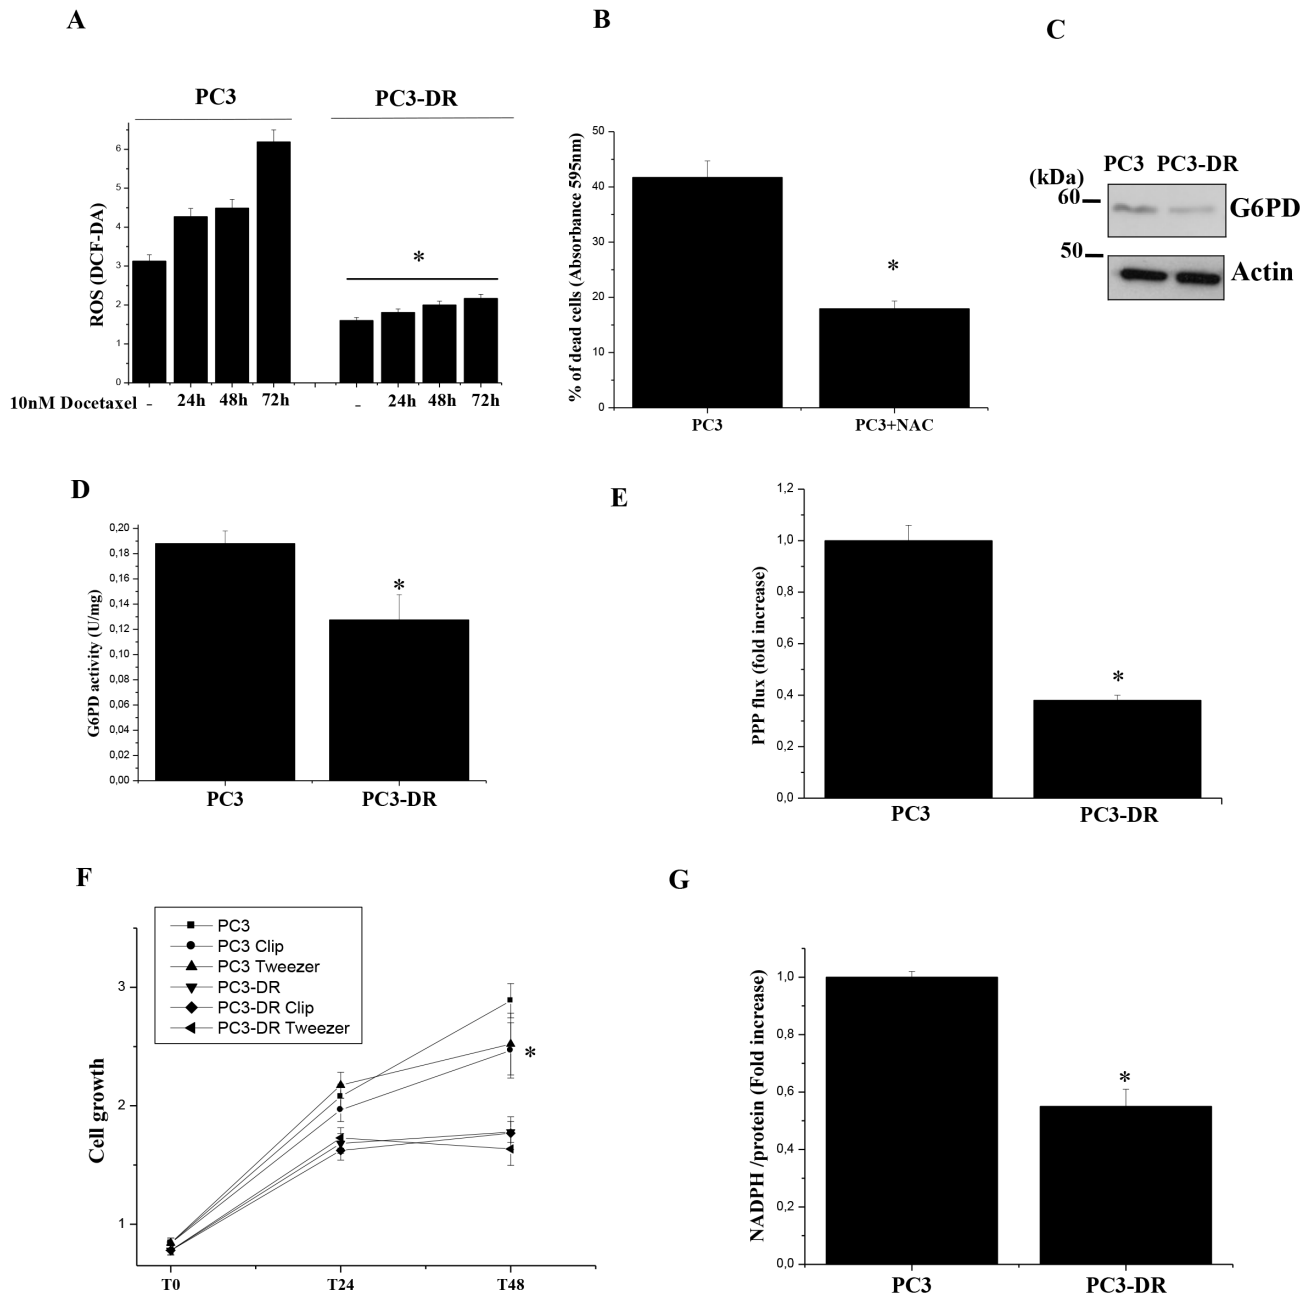 A
PC3
PC3-DR
ROS (DCF-DA)
6
5
4
3
2
1
0
*
10nM Docetaxel - 24h 48h 72h - 24h 48h 72h
B
% of dead cells (Absorbance 595nm)
50
40
30
20
10
0
*
PC3 PC3+NAC
C
PC3 PC3-DR
(kDa)
60
G6PD
50
Actin
D
G6PD activity (U/mg)
0,20
0,18
0,16
0,14
0,12
0,10
0,08
0,06
0,04
0,02
0,00
*
PC3 PC3-DR
E
PPP flux (fold increase)
1,2
1,0
0,8
0,6
0,4
0,2
0,0
*
PC3 PC3-DR
F
PC3
PC3 Clip
PC3 Tweezer
PC3-DR
PC3-DR Clip
PC3-DR Tweezer
Cell growth
3
2
1
*
T0 T24 T48
G
NADPH /protein (Fold increase)
1,0
0,8
0,6
0,4
0,2
0,0
*
PC3 PC3-DR